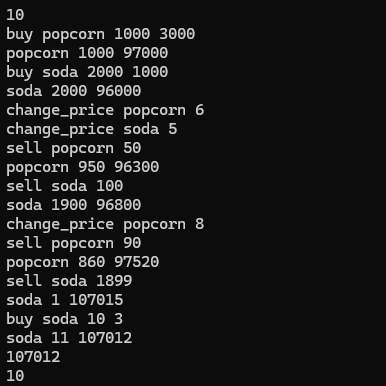 10
buy popcorn 1000 3000
popcorn 1000 97000
buy soda 2000 1000
soda 2000 96000
change_price popcorn 6
change_price soda 5
sell popcorn 50
popcorn 950 96300
sell soda 100
soda 1900 96800
change_price popcorn 8
sell popcorn 90
popcorn 860 97520
sell soda 1899
soda 1 107015
buy soda 10 3
soda 11 107012
107012
10